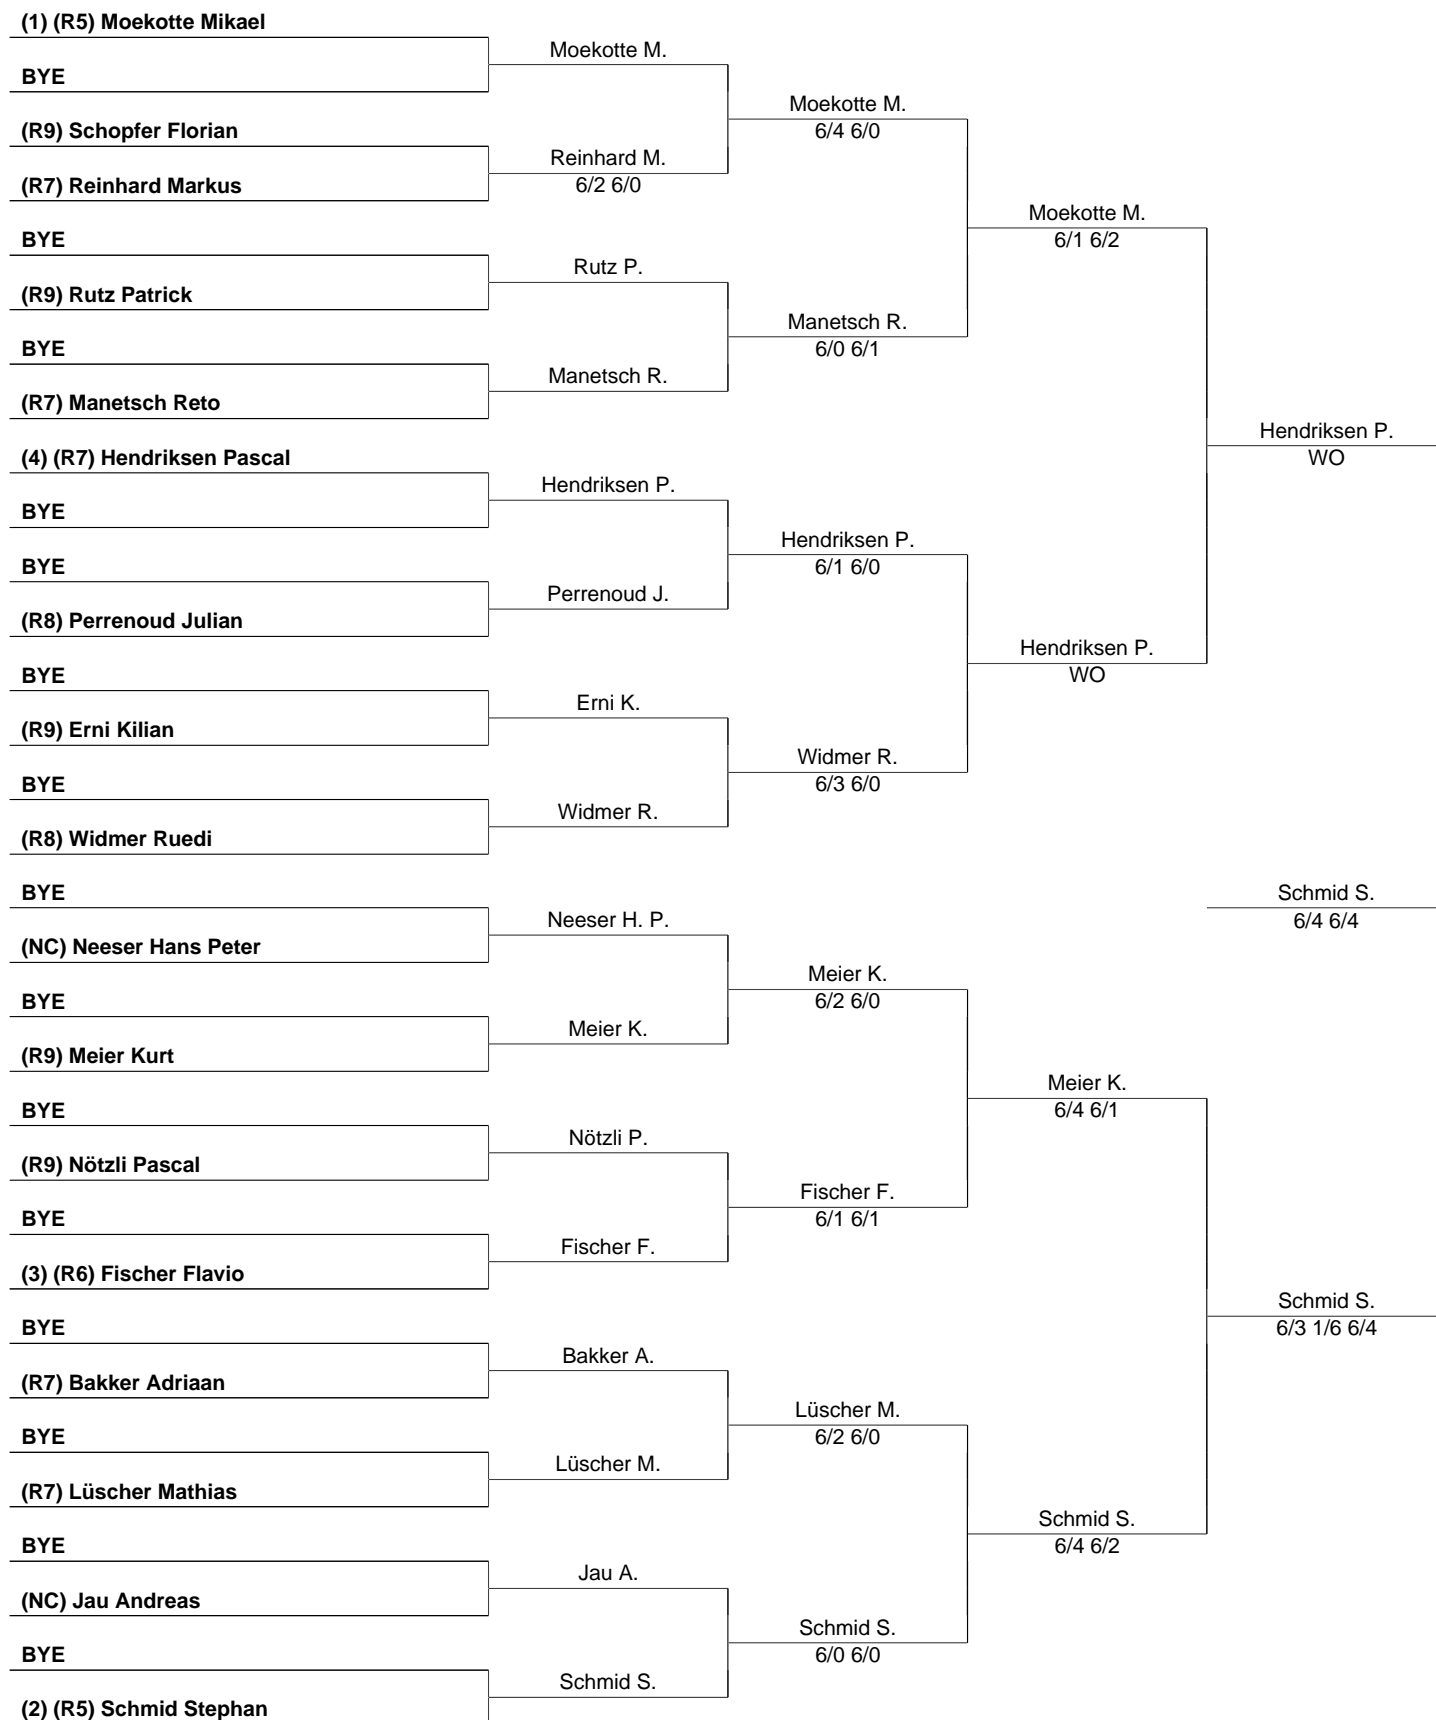 (1) (R5) Moekotte Mikael
BYE
(R9) Schopfer Florian
(R7) Reinhard Markus
BYE
(R9) Rutz Patrick
BYE
(R7) Manetsch Reto
(4) (R7) Hendriksen Pascal
BYE
BYE
(R8) Perrenoud Julian
BYE
(R9) Erni Kilian
BYE
(R8) Widmer Ruedi
BYE
(NC) Neeser Hans Peter
BYE
(R9) Meier Kurt
BYE
(R9) Nötzli Pascal
BYE
(3) (R6) Fischer Flavio
BYE
(R7) Bakker Adriaan
BYE
(R7) Lüscher Mathias
BYE
(NC) Jau Andreas
BYE
(2) (R5) Schmid Stephan
Moekotte M.
Reinhard M.
6/2 6/0
Rutz P.
Manetsch R.
Hendriksen P.
Perrenoud J.
Erni K.
Widmer R.
Neeser H. P.
Meier K.
Nötzli P.
Fischer F.
Bakker A.
Lüscher M.
Jau A.
Schmid S.
Moekotte M.
6/4 6/0
Manetsch R.
6/0 6/1
Hendriksen P.
6/1 6/0
Widmer R.
6/3 6/0
Meier K.
6/2 6/0
Fischer F.
6/1 6/1
Lüscher M.
6/2 6/0
Schmid S.
6/0 6/0
Moekotte M.
6/1 6/2
Hendriksen P.
WO
Meier K.
6/4 6/1
Schmid S.
6/4 6/2
Hendriksen P.
WO
Schmid S.
6/4 6/4
Schmid S.
6/3 1/6 6/4